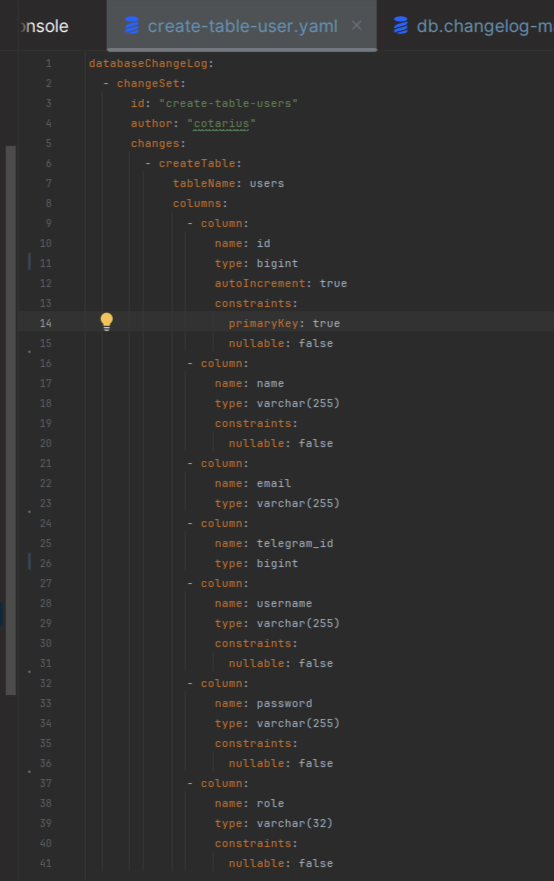 onsole
create-table-user.yaml
db.changelog-m
1 databaseChangeLog:
2 - changeSet:
3 id: "create-table-users"
4 author: "cotarius"
5 changes:
6 - createTable:
7 tableName: users
8 columns:
9 - column:
10 name: id
11 type: bigint
12 autoIncrement: true
13 constraints:
14 primaryKey: true
15 nullable: false
16 - column:
17 name: name
18 type: varchar(255)
19 constraints:
20 nullable: false
21 - column:
22 name: email
23 type: varchar(255)
24 - column:
25 name: telegram_id
26 type: bigint
27 - column:
28 name: username
29 type: varchar(255)
30 constraints:
31 nullable: false
32 - column:
33 name: password
34 type: varchar(255)
35 constraints:
36 nullable: false
37 - column:
38 name: role
39 type: varchar(32)
40 constraints:
41 nullable: false